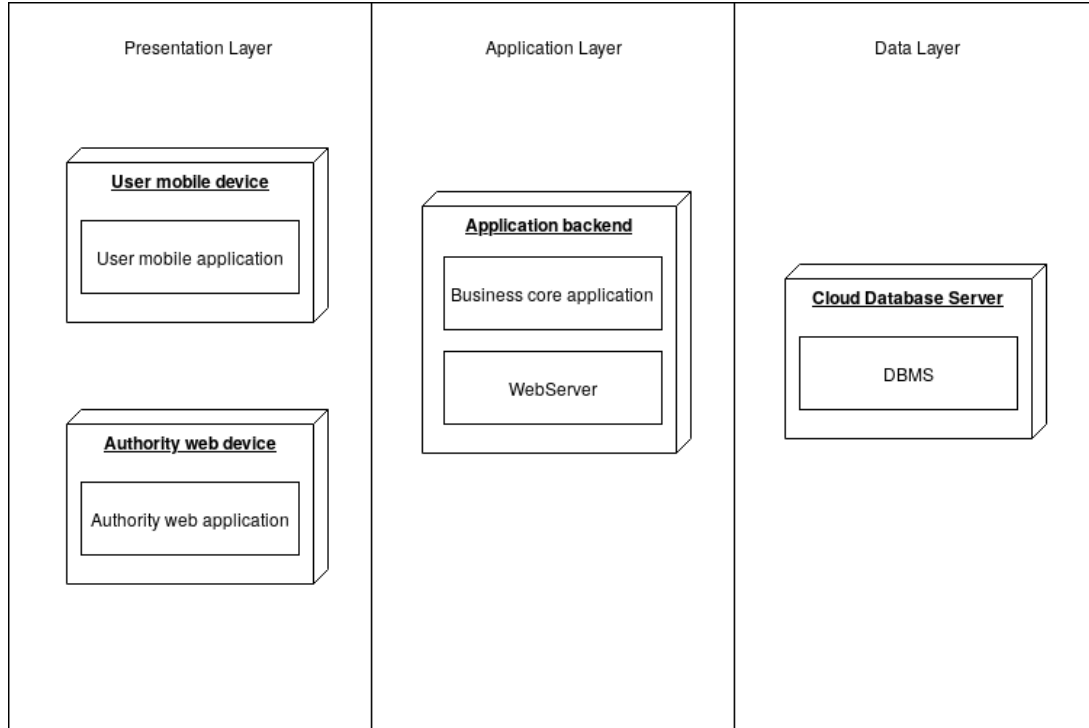 Presentation Layer
Application Layer
Data Layer
User mobile device
User mobile application
Authority web device
Authority web application
Application backend
Business core application
WebServer
Cloud Database Server
DBMS